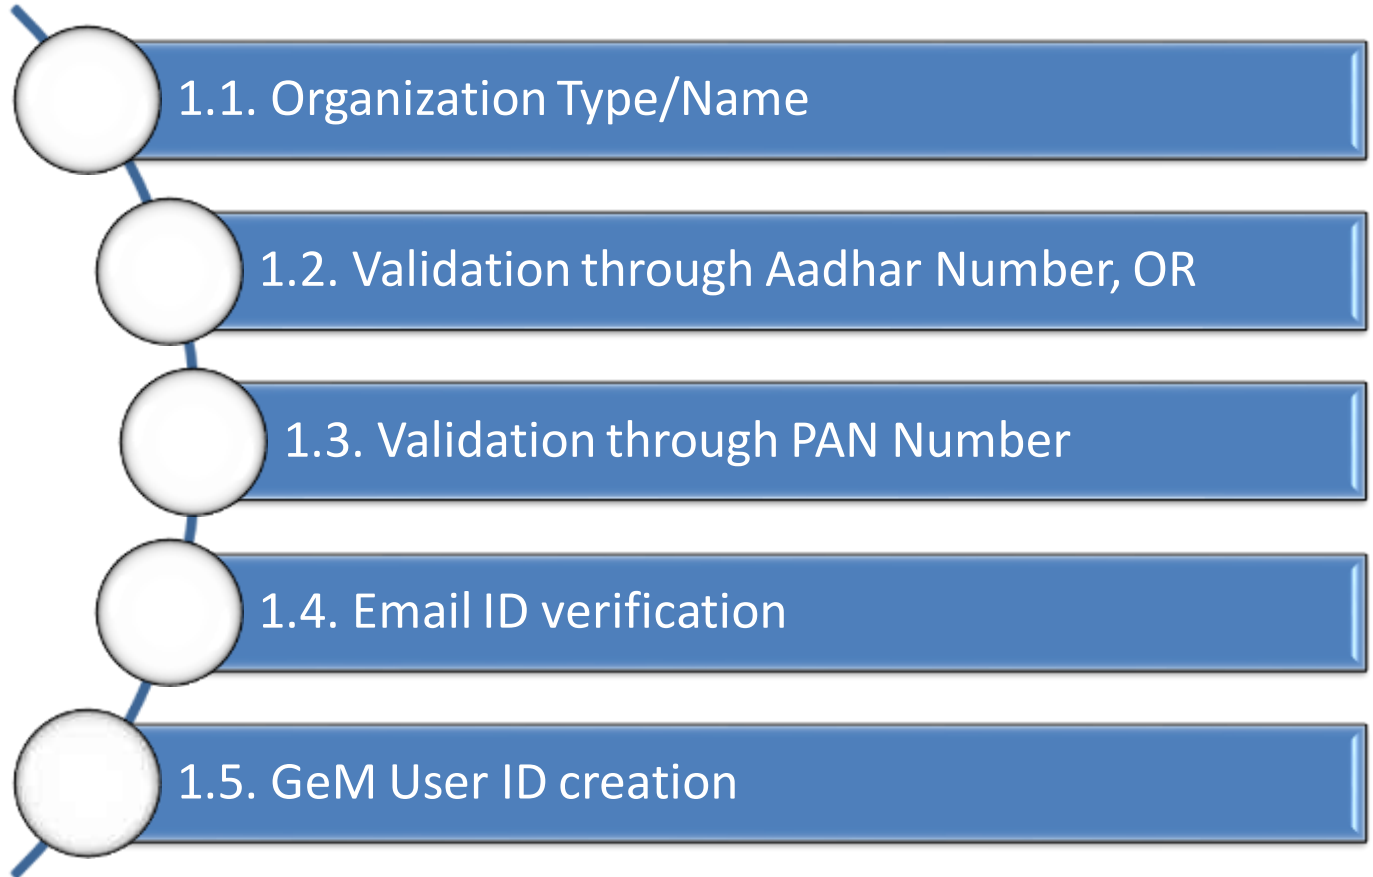 1.1. Organization Type/Name
1.2. Validation through Aadhar Number, OR
1.3. Validation through PAN Number
1.4. Email ID verification
1.5. GeM User ID creation